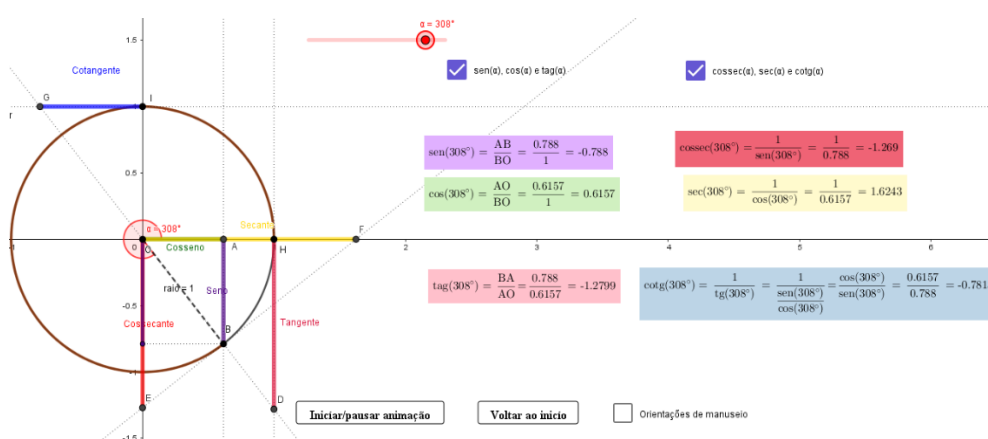 α = 308°
1.5
Cotangente
sen(α), cos(α) e tag(α)
cossec(α), sec(α) e cotg(α)
G
I
r
1
sen(308°) = AB/BO = 0.788/1 = -0.788
cossec(308°) = 1/sen(308°) = 1/0.788 = -1.269
0.5
cos(308°) = AO/BO = 0.6157/1 = 0.6157
sec(308°) = 1/cos(308°) = 1/0.6157 = 1.6243
α = 308°
Secante
F
0
O
Cosseno
A
H
2
3
4
5
6
tag(308°) = BA/AO = 0.788/0.6157 = -1.2799
cotg(308°) = 1/tg(308°) = 1/(sen(308°)/cos(308°)) = cos(308°)/sen(308°) = 0.6157/0.788 = -0.781
raio = 1
Seno
-0.5
Cossecante
B
Tangente
-1
E
D
Iniciar/pausar animação
Voltar ao inicio
Orientações de manuseio
-1.5